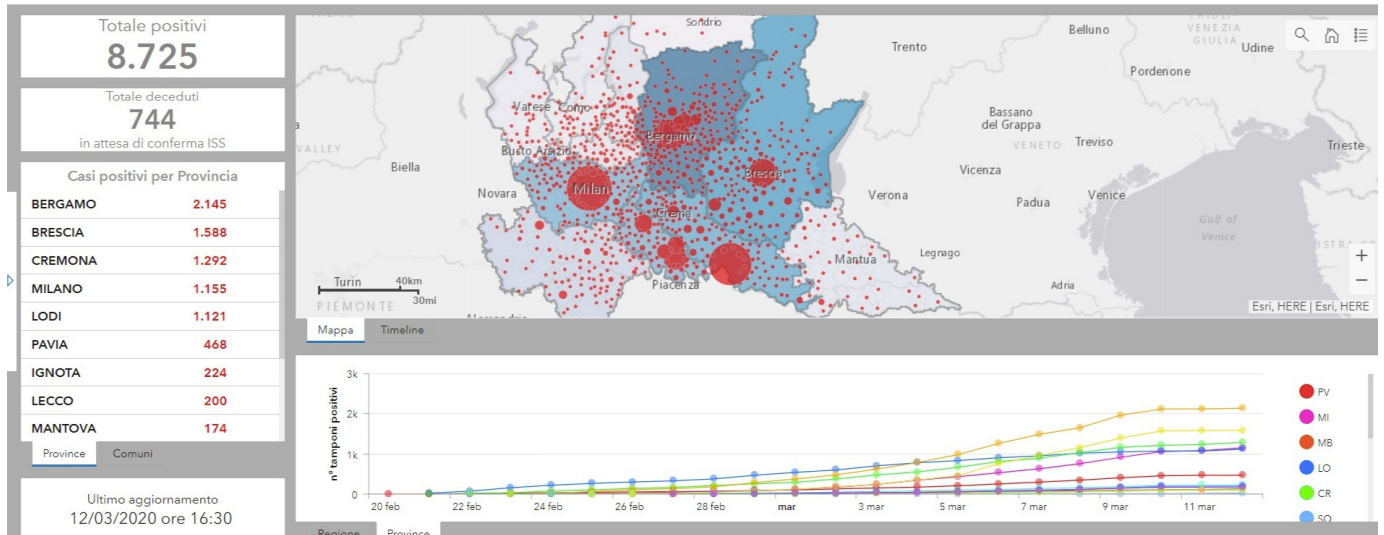 Totale positivi
8.725
Totale deceduti
744
in attesa di conferma ISS
Casi positivi per Provincia
BERGAMO 2.145
BRESCIA 1.588
CREMONA 1.292
MILANO 1.155
LODI 1.121
PAVIA 468
IGNOTA 224
LECCO 200
MANTOVA 174
Province Comuni
Ultimo aggiornamento
12/03/2020 ore 16:30
Sondrio
Trento
Belluno
VENEZIA
GIULIA
Udine
Pordenone
Varese Como
Bassano
del Grappa
Bergamo
VALLEY
Busto Arsizio
VENETO
Treviso
Trieste
Biella
Brescia
Vicenza
Milan
Novara
Verona
Padua
Venice
Crema
Gulf of
Venice
Mantua
Legnago
Turin
40km
30mi
Piacenza
Adria
PIEMONTE
+
−
Esri, HERE | Esri, HERE
Mappa Timeline
n° tamponi positivi
3k
2k
1k
0
20 feb 22 feb 24 feb 26 feb 28 feb mar 3 mar 5 mar 7 mar 9 mar 11 mar
PV
MI
MB
LO
CR
SO
Regione Province